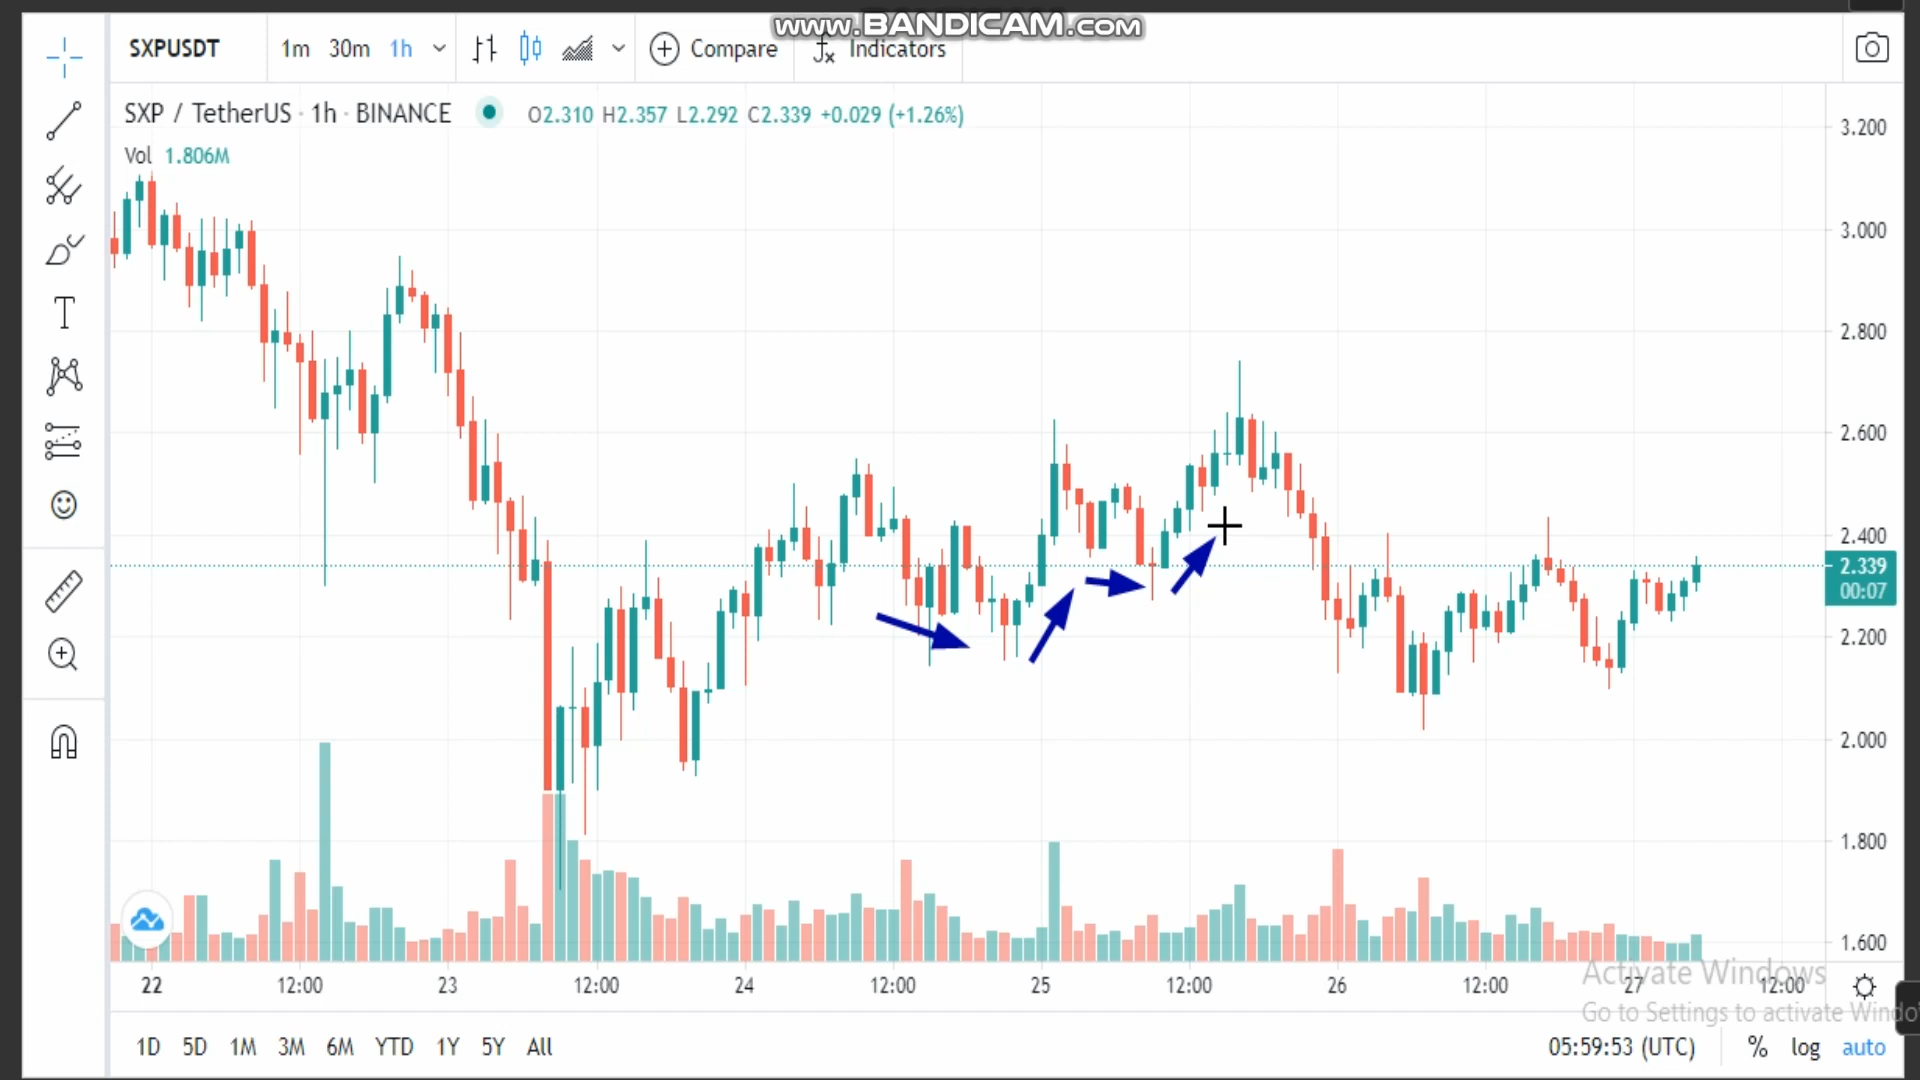 www.BANDICAM.com
SXPUSDT 1m 30m 1h Compare Indicators
SXP / TetherUS · 1h · BINANCE O2.310 H2.357 L2.292 C2.339 +0.029 (+1.26%)
Vol 1.806M
3.200
3.000
2.800
2.600
2.400
2.339
00:07
2.200
2.000
1.800
1.600
22 12:00 23 12:00 24 12:00 25 12:00 26 12:00 27 12:00
Activate Windows
Go to Settings to activate Windo
1D 5D 1M 3M 6M YTD 1Y 5Y All 05:59:53 (UTC) % log auto